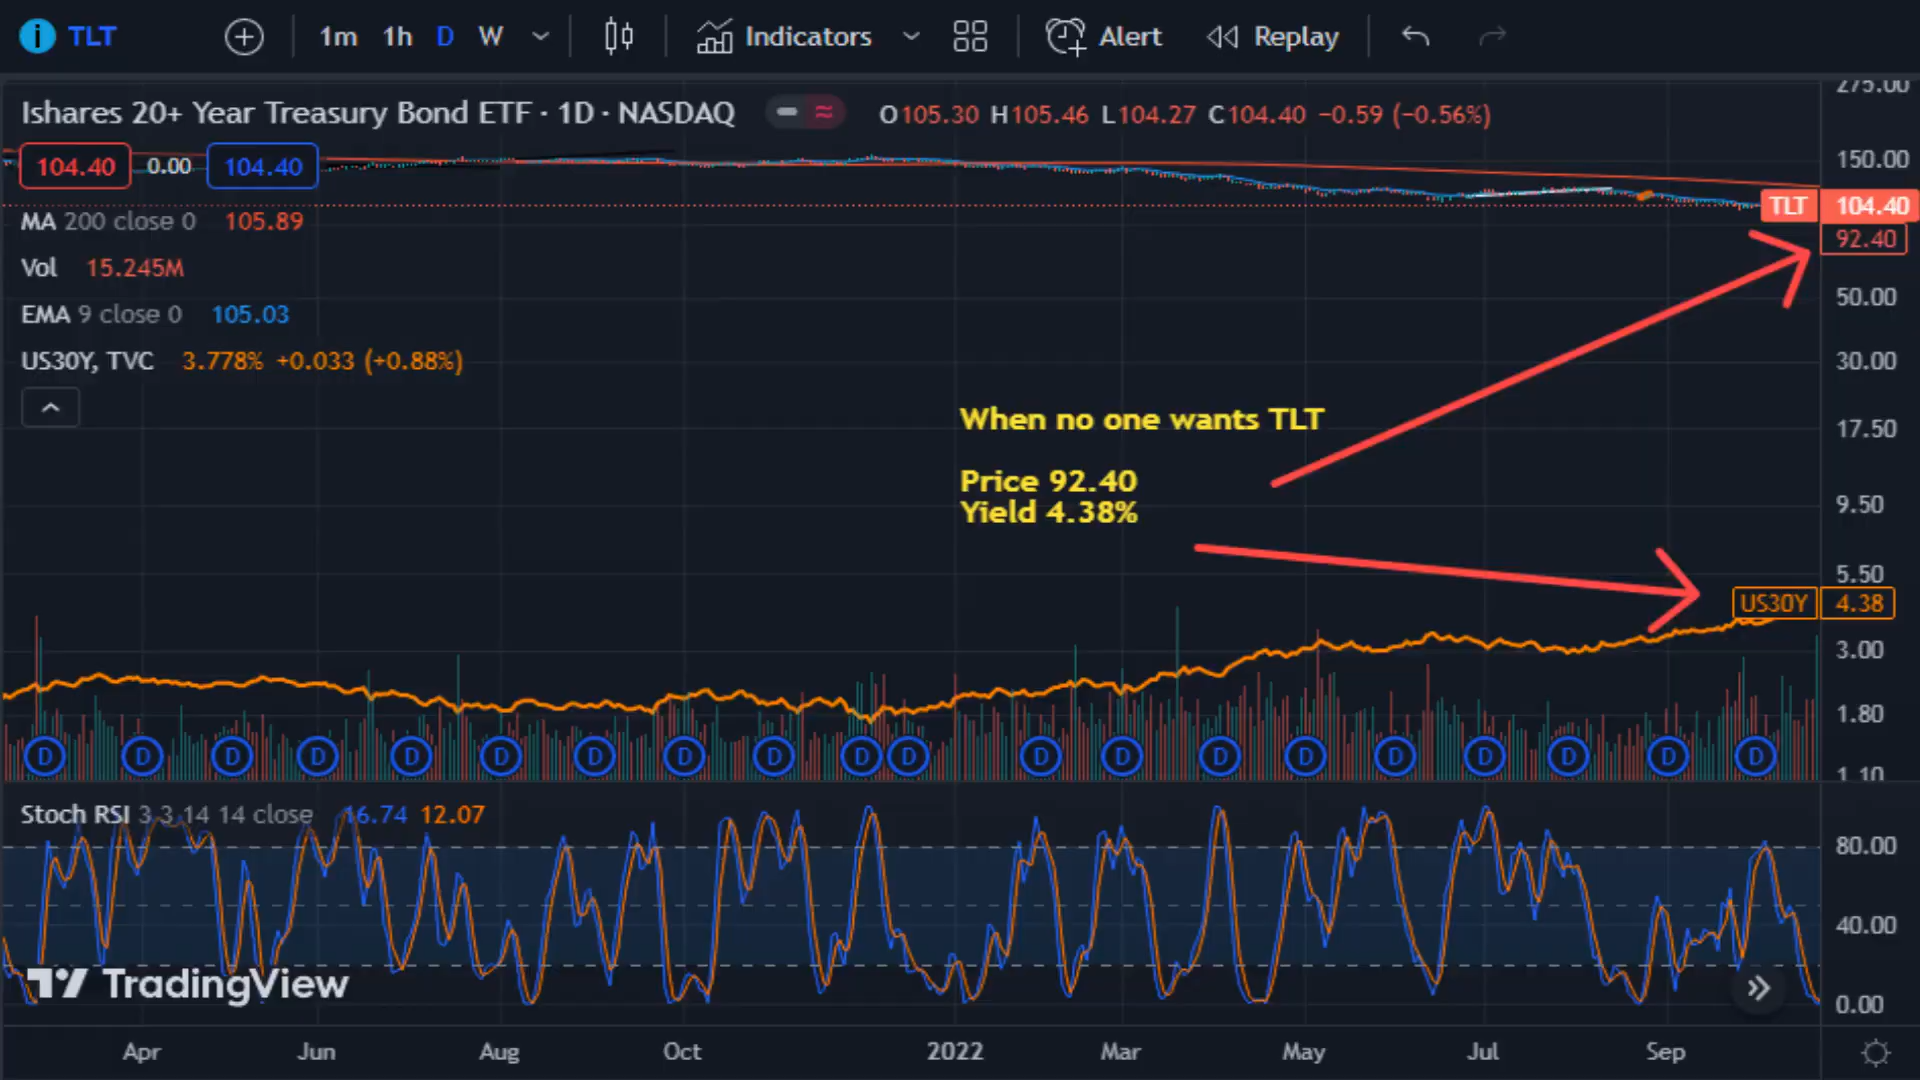 TLT 1m 1h D W Indicators Alert Replay
Ishares 20+ Year Treasury Bond ETF · 1D · NASDAQ O105.30 H105.46 L104.27 C104.40 −0.59 (−0.56%)
104.40 0.00 104.40
MA 200 close 0 105.89
Vol 15.245M
EMA 9 close 0 105.03
US30Y, TVC 3.778% +0.033 (+0.88%)
When no one wants TLT
Price 92.40
Yield 4.38%
275.00
150.00
TLT 104.40
92.40
50.00
30.00
17.50
9.50
5.50
US30Y 4.38
3.00
1.80
1.10
D D D D D D D D D D D D D D D D D D D D
Stoch RSI 3 3 14 14 close 16.74 12.07
80.00
40.00
0.00
TradingView
Apr Jun Aug Oct 2022 Mar May Jul Sep